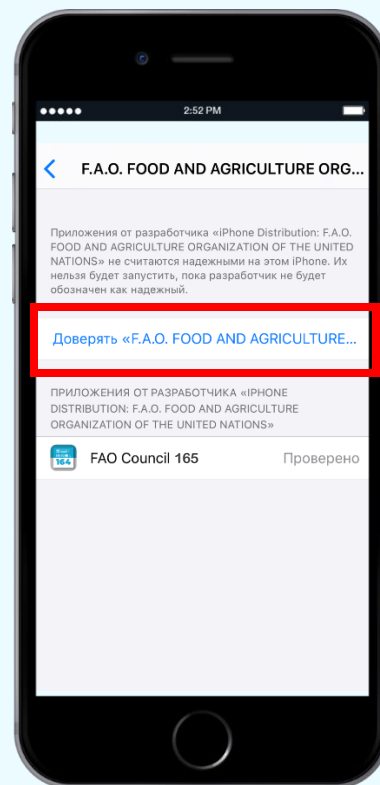 2:52 PM
F.A.O. FOOD AND AGRICULTURE ORG...
Приложения от разработчика «iPhone Distribution: F.A.O.
FOOD AND AGRICULTURE ORGANIZATION OF THE UNITED
NATIONS» не считаются надежными на этом iPhone. Их
нельзя будет запустить, пока разработчик не будет
обозначен как надежный.
Доверять «F.A.O. FOOD AND AGRICULTURE...
ПРИЛОЖЕНИЯ ОТ РАЗРАБОТЧИКА «IPHONE
DISTRIBUTION: F.A.O. FOOD AND AGRICULTURE
ORGANIZATION OF THE UNITED NATIONS»
164
FAO Council 165 Проверено